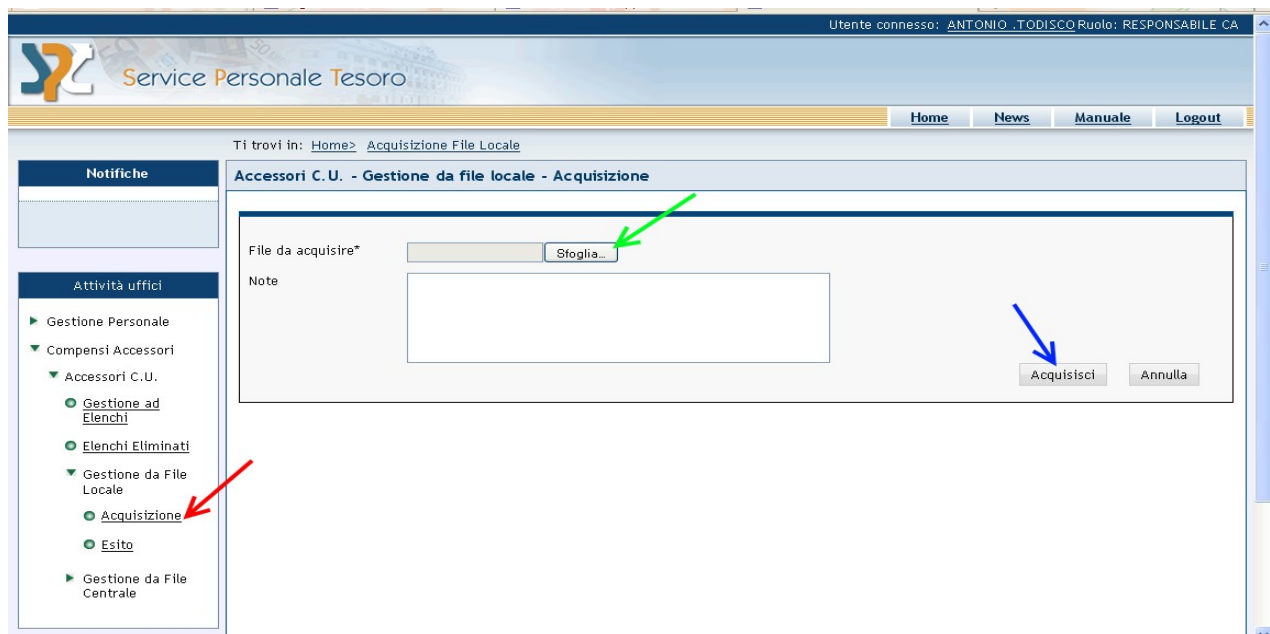 Utente connesso: ANTONIO .TODISCO Ruolo: RESPONSABILE CA
Service Personale Tesoro
Home News Manuale Logout
Ti trovi in: Home> Acquisizione File Locale
Notifiche
Accessori C.U. - Gestione da file locale - Acquisizione
File da acquisire*
Sfoglia...
Note
Acquisisci Annulla
Attività uffici
Gestione Personale
Compensi Accessori
Accessori C.U.
Gestione ad
Elenchi
Elenchi Eliminati
Gestione da File
Locale
Acquisizione
Esito
Gestione da File
Centrale